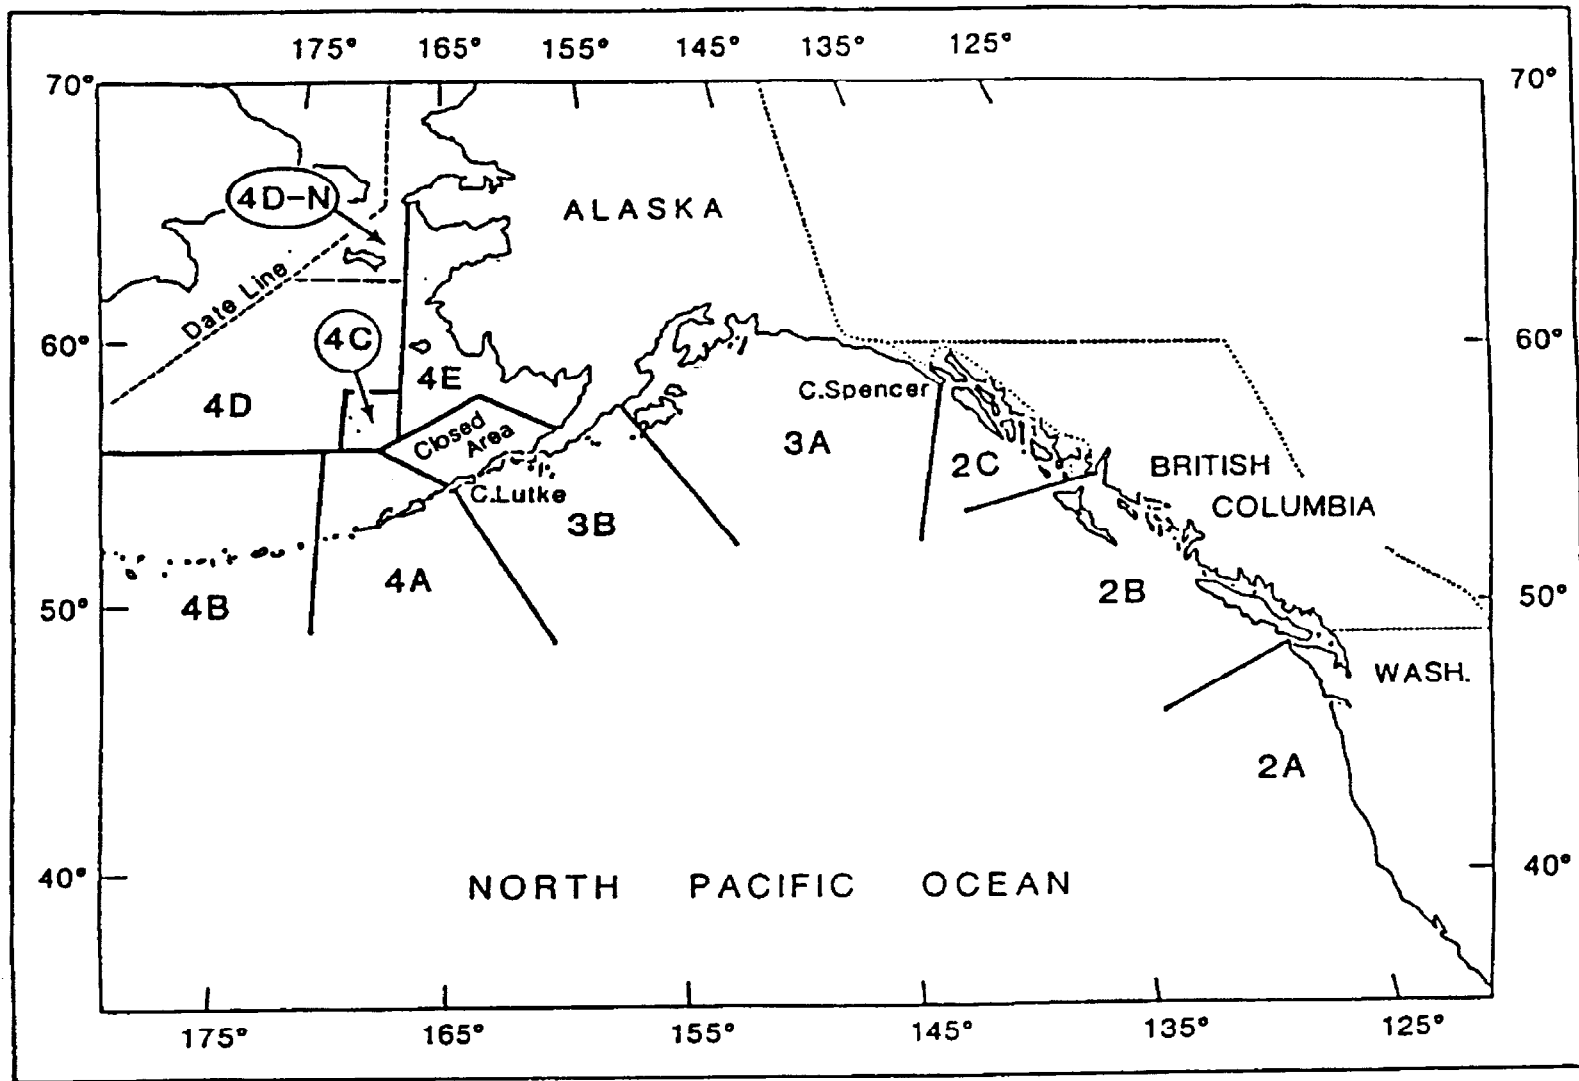 175° 165° 155° 145° 135° 125°
70° 70°
4D-N
ALASKA
Date Line
4C
60° 60°
4E
C.Spencer
4D
Closed
Area
3A
2C
BRITISH
C.Lutke
COLUMBIA
3B
4A
2B
4B
50° 50°
WASH.
2A
40° 40°
NORTH PACIFIC OCEAN
175° 165° 155° 145° 135° 125°